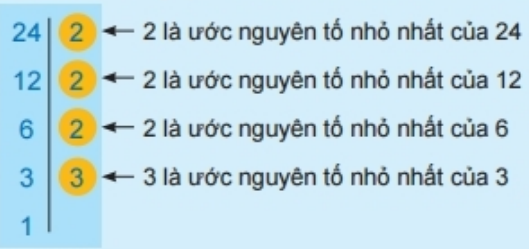 24 2 ← 2 là ước nguyên tố nhỏ nhất của 24
12 2 ← 2 là ước nguyên tố nhỏ nhất của 12
6 2 ← 2 là ước nguyên tố nhỏ nhất của 6
3 3 ← 3 là ước nguyên tố nhỏ nhất của 3
1